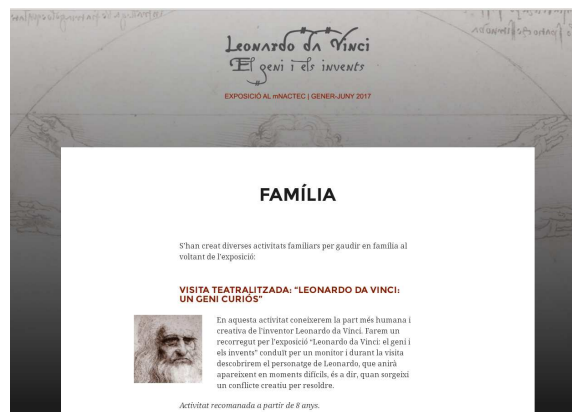 Leonardo da Vinci
El geni i els invents
EXPOSICIÓ AL mNACTEC | GENER-JUNY 2017
FAMÍLIA
S'han creat diverses activitats familiars per gaudir en família al
voltant de l'exposició:
VISITA TEATRALITZADA: “LEONARDO DA VINCI:
UN GENI CURIÓS”
En aquesta activitat coneixerem la part més humana i
creativa de l'inventor Leonardo da Vinci. Farem un
recorregut per l'exposició “Leonardo da Vinci: el geni i
els invents” conduït per un monitor i durant la visita
descobrirem el personatge de Leonardo, que anirà
apareixent en moments difícils, és a dir, quan sorgeixi
un conflicte creatiu per resoldre.
Activitat recomanada a partir de 8 anys.